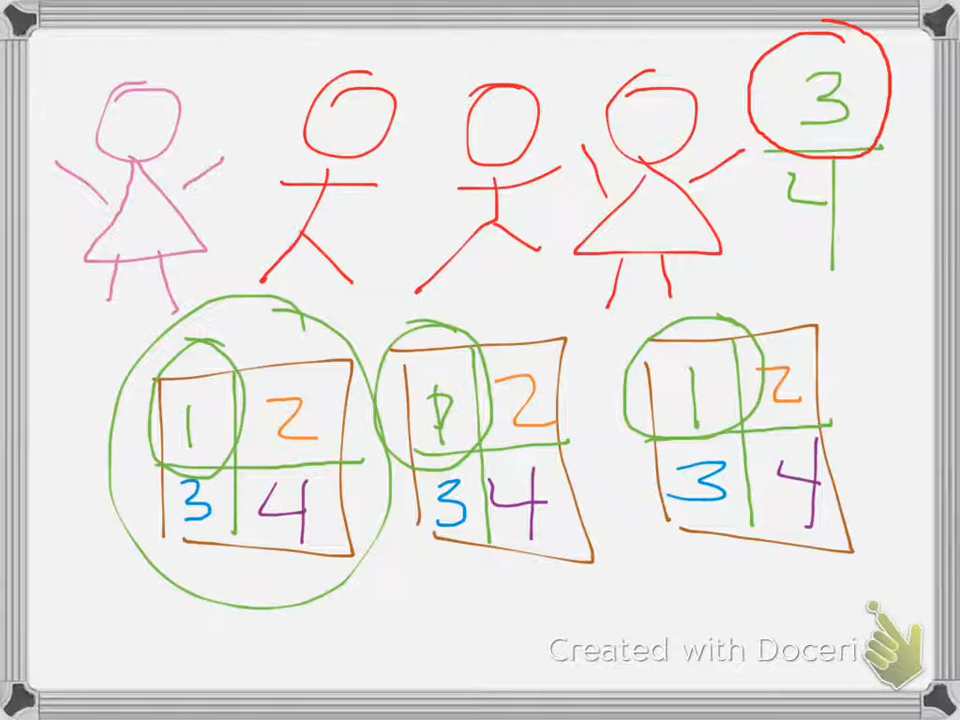 3
4
1 2 1 2 1 2
3 4 3 4 3 4
Created with Doceri